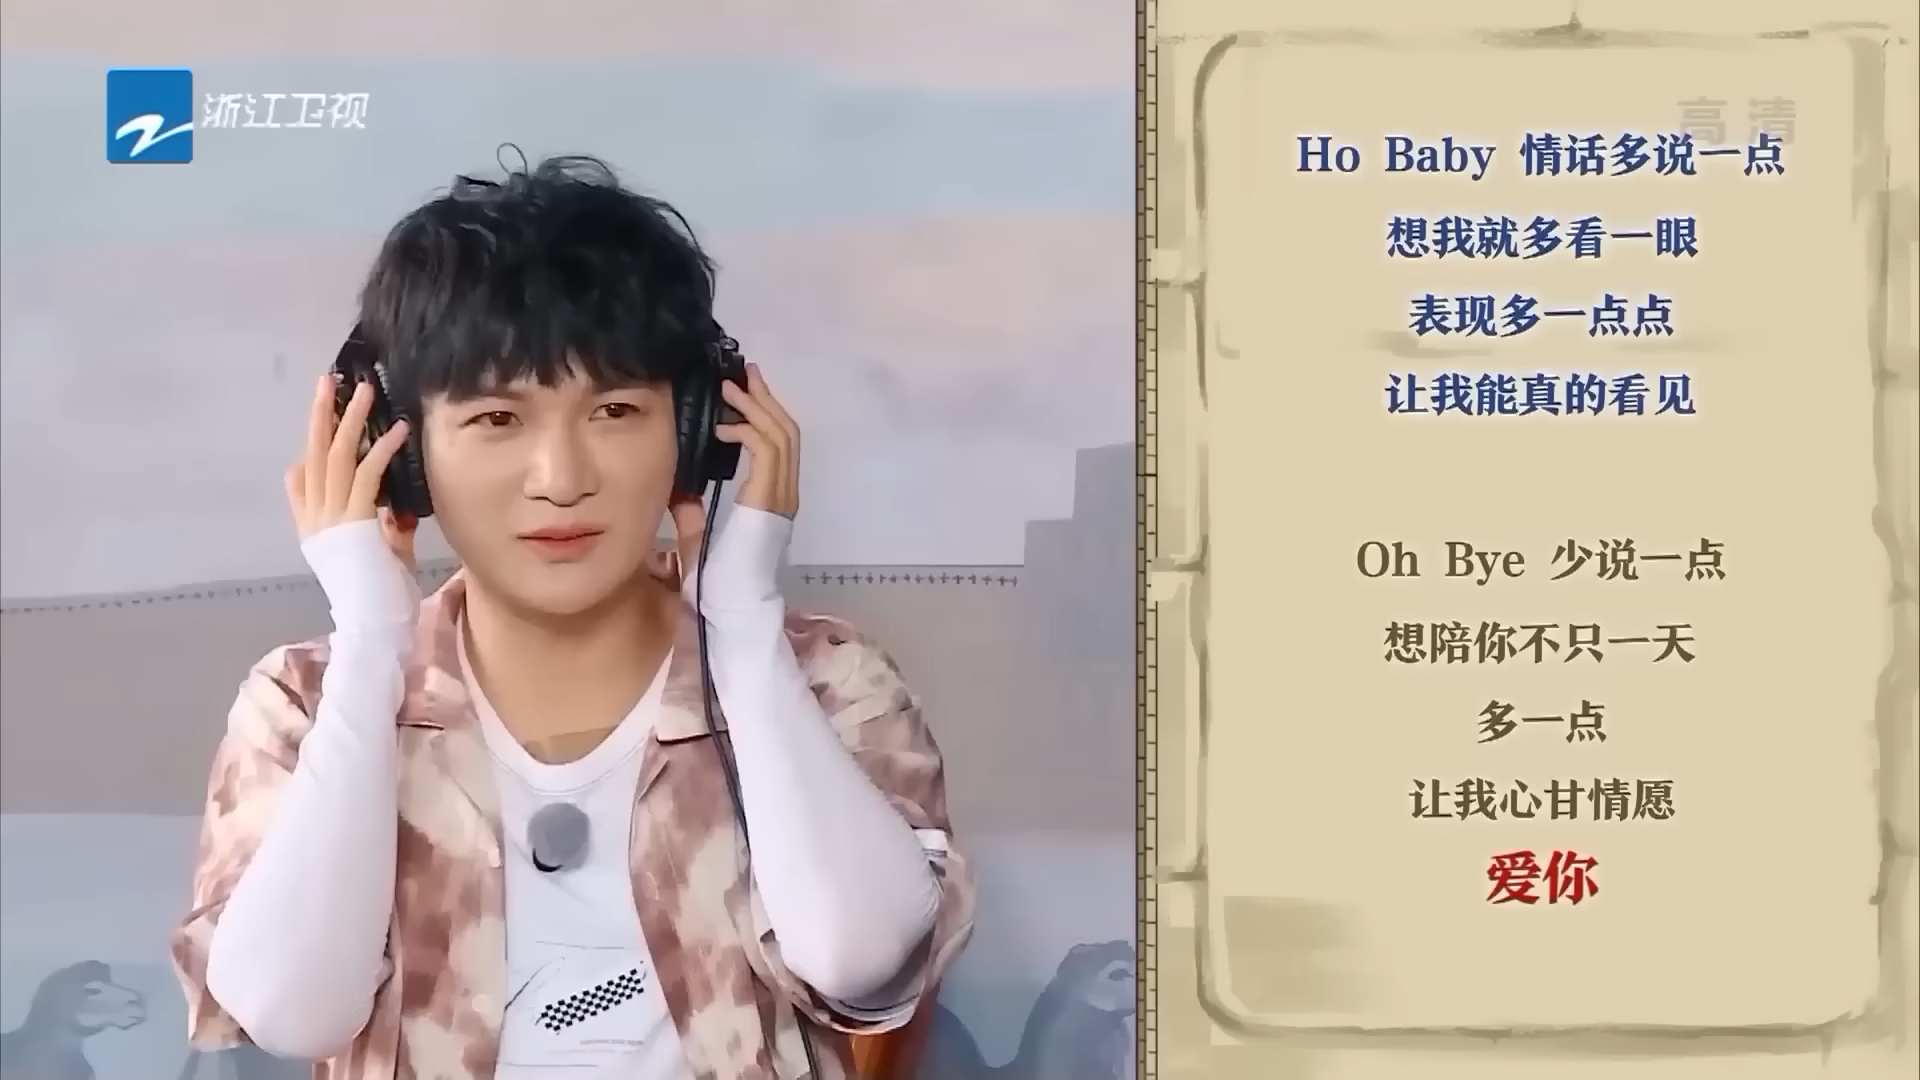 浙江卫视
高清
Ho Baby 情话多说一点
想我就多看一眼
表现多一点点
让我能真的看见
Oh Bye 少说一点
想陪你不只一天
多一点
让我心甘情愿
爱你